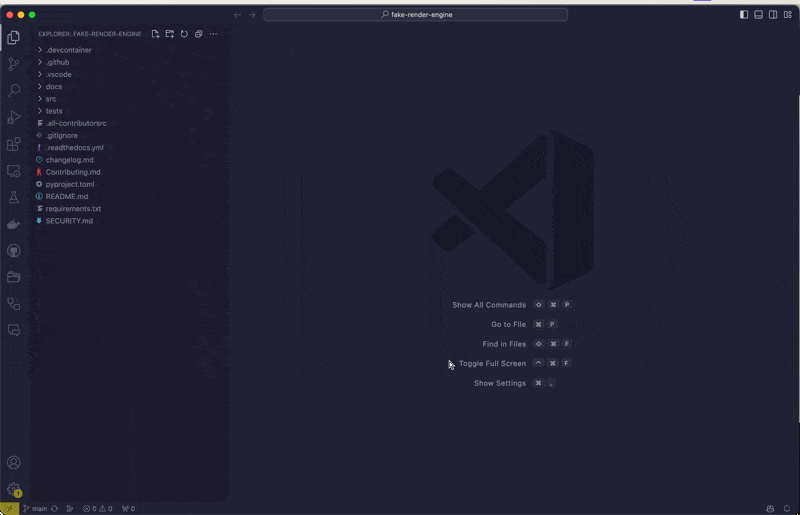 fake-render-engine
EXPLORER: FAKE-RENDER-ENGINE
.devcontainer
.github
.vscode
docs
src
tests
.all-contributorsrc
.gitignore
.readthedocs.yml
changelog.md
Contributing.md
pyproject.toml
README.md
requirements.txt
SECURITY.md
Show All Commands ⇧ ⌘ P
Go to File ⌘ P
Find in Files ⇧ ⌘ F
Toggle Full Screen ^ ⌘ F
Show Settings ⌘ ,
1
main 0 0 0